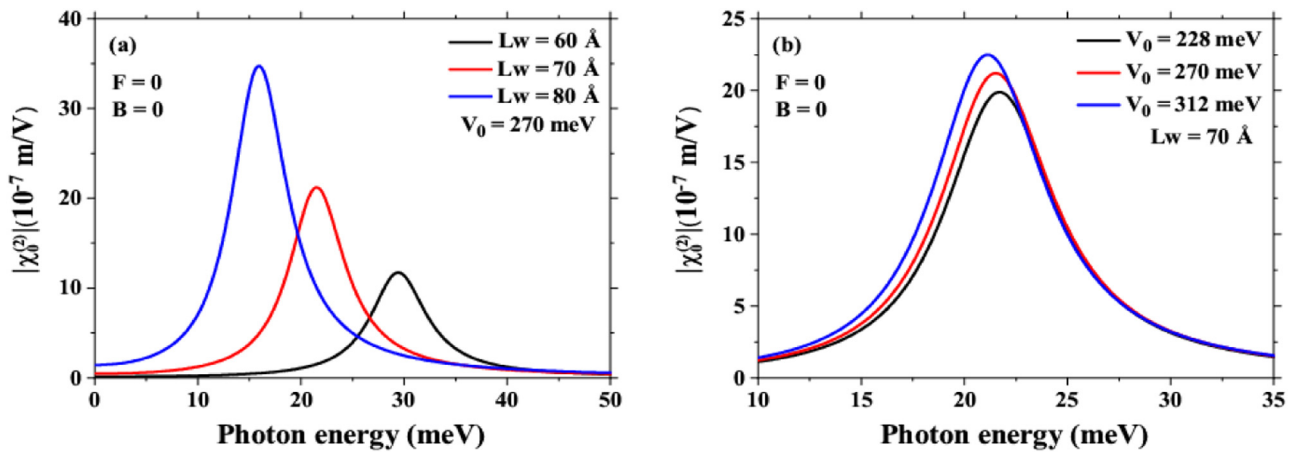 (a)
F = 0
B = 0
Lw = 60 Å
Lw = 70 Å
Lw = 80 Å
V₀ = 270 meV
40
30
20
10
0
|χ₀⁽²⁾|(10⁻⁷ m/V)
0 10 20 30 40 50
Photon energy (meV)
(b)
F = 0
B = 0
V₀ = 228 meV
V₀ = 270 meV
V₀ = 312 meV
Lw = 70 Å
25
20
15
10
5
0
|χ₀⁽²⁾|(10⁻⁷ m/V)
10 15 20 25 30 35
Photon energy (meV)